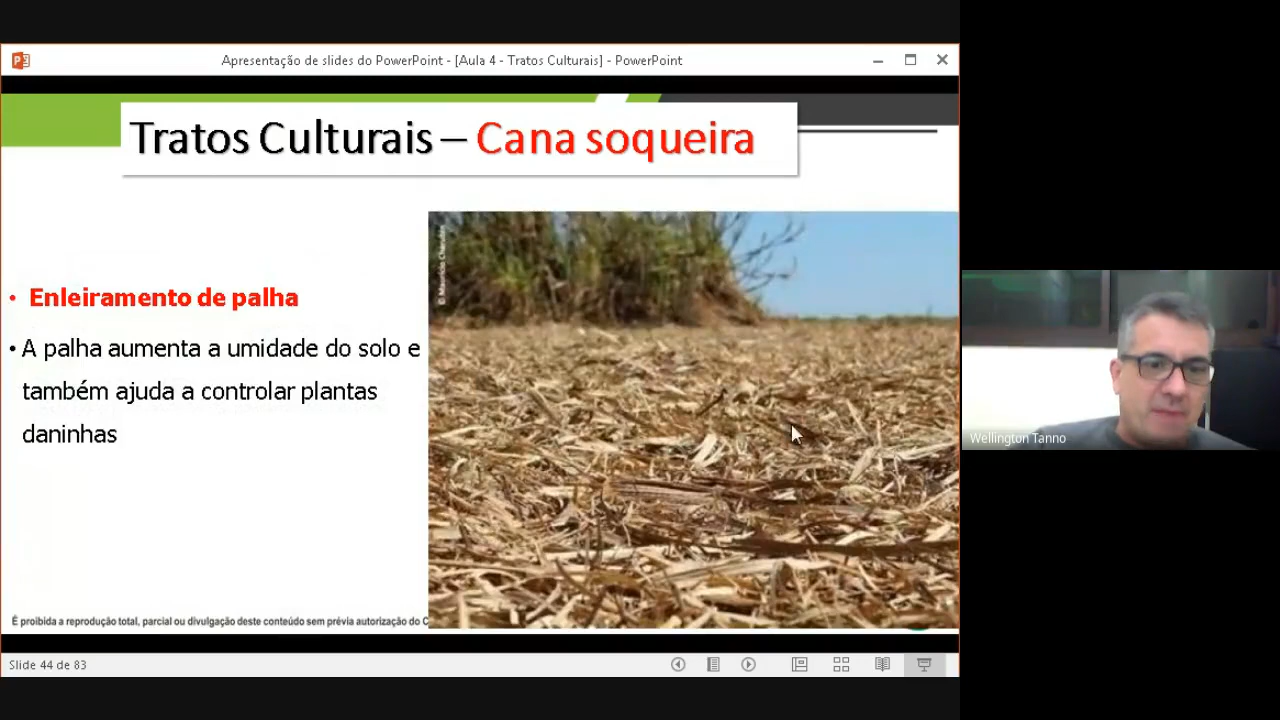 Apresentação de slides do PowerPoint - [Aula 4 - Tratos Culturais] - PowerPoint
Tratos Culturais – Cana soqueira
• Enleiramento de palha
• A palha aumenta a umidade do solo e
também ajuda a controlar plantas
daninhas
É proibida a reprodução total, parcial ou divulgação deste conteúdo sem prévia autorização do C
Slide 44 de 83
Wellington Tanno